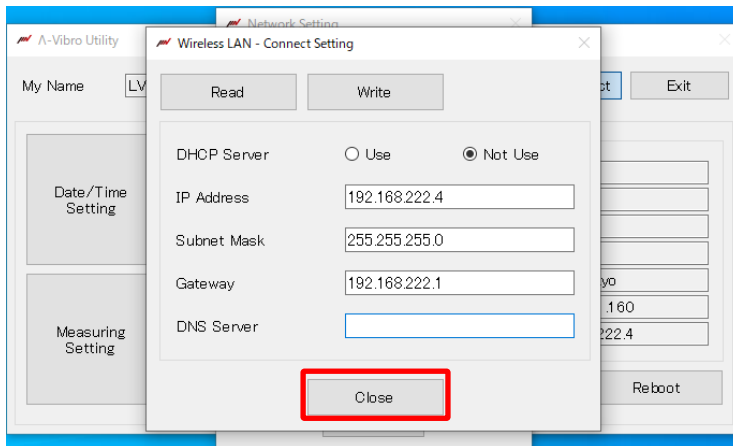 Network Setting
Λ-Vibro Utility
Wireless LAN - Connect Setting
My Name
LV
Read
Write
ct
Exit
DHCP Server
Use
Not Use
Date/Time
Setting
IP Address
192.168.222.4
Subnet Mask
255.255.255.0
Gateway
192.168.222.1
yo
.160
DNS Server
222.4
Measuring
Setting
Close
Reboot